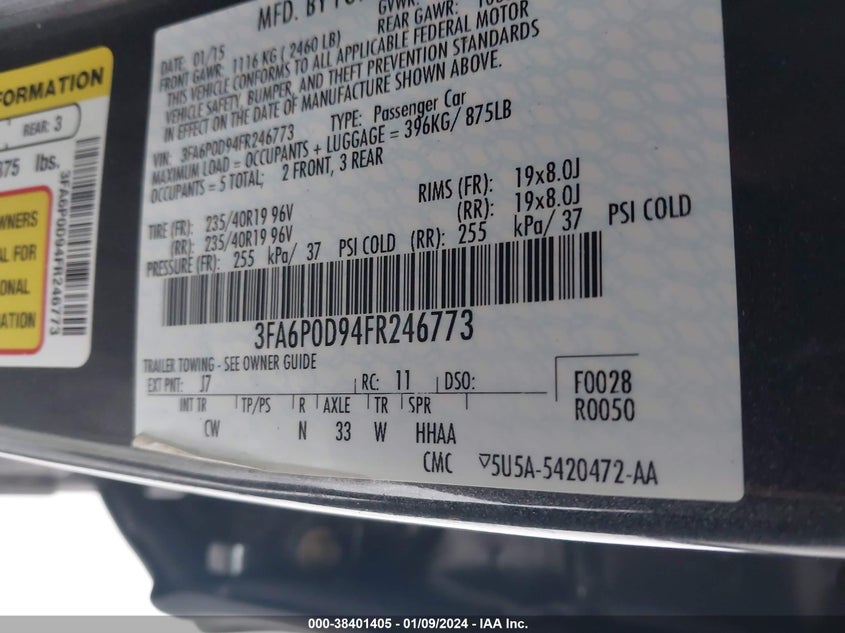 MFD. BY
GVWR:
REAR GAWR:
DATE: 01/15
FRONT GAWR: 1116 KG ( 2460 LB)
THIS VEHICLE CONFORMS TO ALL APPLICABLE FEDERAL MOTOR
VEHICLE SAFETY, BUMPER, AND THEFT PREVENTION STANDARDS
IN EFFECT ON THE DATE OF MANUFACTURE SHOWN ABOVE.
VIN: 3FA6P0D94FR246773 TYPE: Passenger Car
MAXIMUM LOAD = OCCUPANTS + LUGGAGE = 396KG/ 875LB
OCCUPANTS = 5 TOTAL; 2 FRONT, 3 REAR
TIRE (FR): 235/40R19 96V RIMS (FR): 19x8.0J
(RR): 235/40R19 96V (RR): 19x8.0J
PRESSURE (FR): 255 kPa/ 37 PSI COLD (RR): 255 kPa/ 37 PSI COLD
3FA6P0D94FR246773
TRAILER TOWING - SEE OWNER GUIDE
EXT PNT: J7 RC: 11 DSO:
INT TR TP/PS R AXLE TR SPR
CW N 33 W HHAA
F0028
R0050
CMC ▽5U5A-5420472-AA
FORMATION
REAR: 3
875 lbs.
3FA6P0D94FR246773
OWNERS
FOR
000-38401405 - 01/09/2024 - ©IAA Inc.